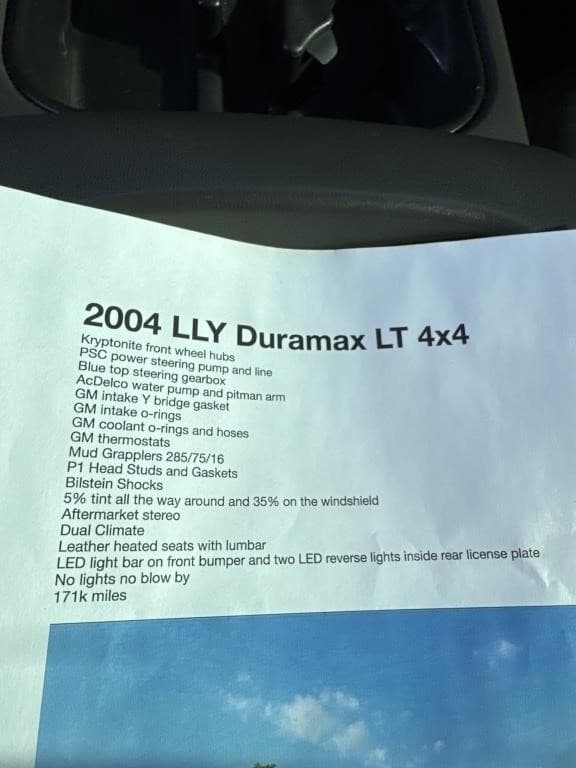 2004 LLY Duramax LT 4x4
Kryptonite front wheel hubs
PSC power steering pump and line
Blue top steering gearbox
AcDelco water pump and pitman arm
GM intake Y bridge gasket
GM intake o-rings
GM coolant o-rings and hoses
GM thermostats
Mud Grapplers 285/75/16
P1 Head Studs and Gaskets
Bilstein Shocks
5% tint all the way around and 35% on the windshield
Aftermarket stereo
Dual Climate
Leather heated seats with lumbar
LED light bar on front bumper and two LED reverse lights inside rear license plate
No lights no blow by
171k miles